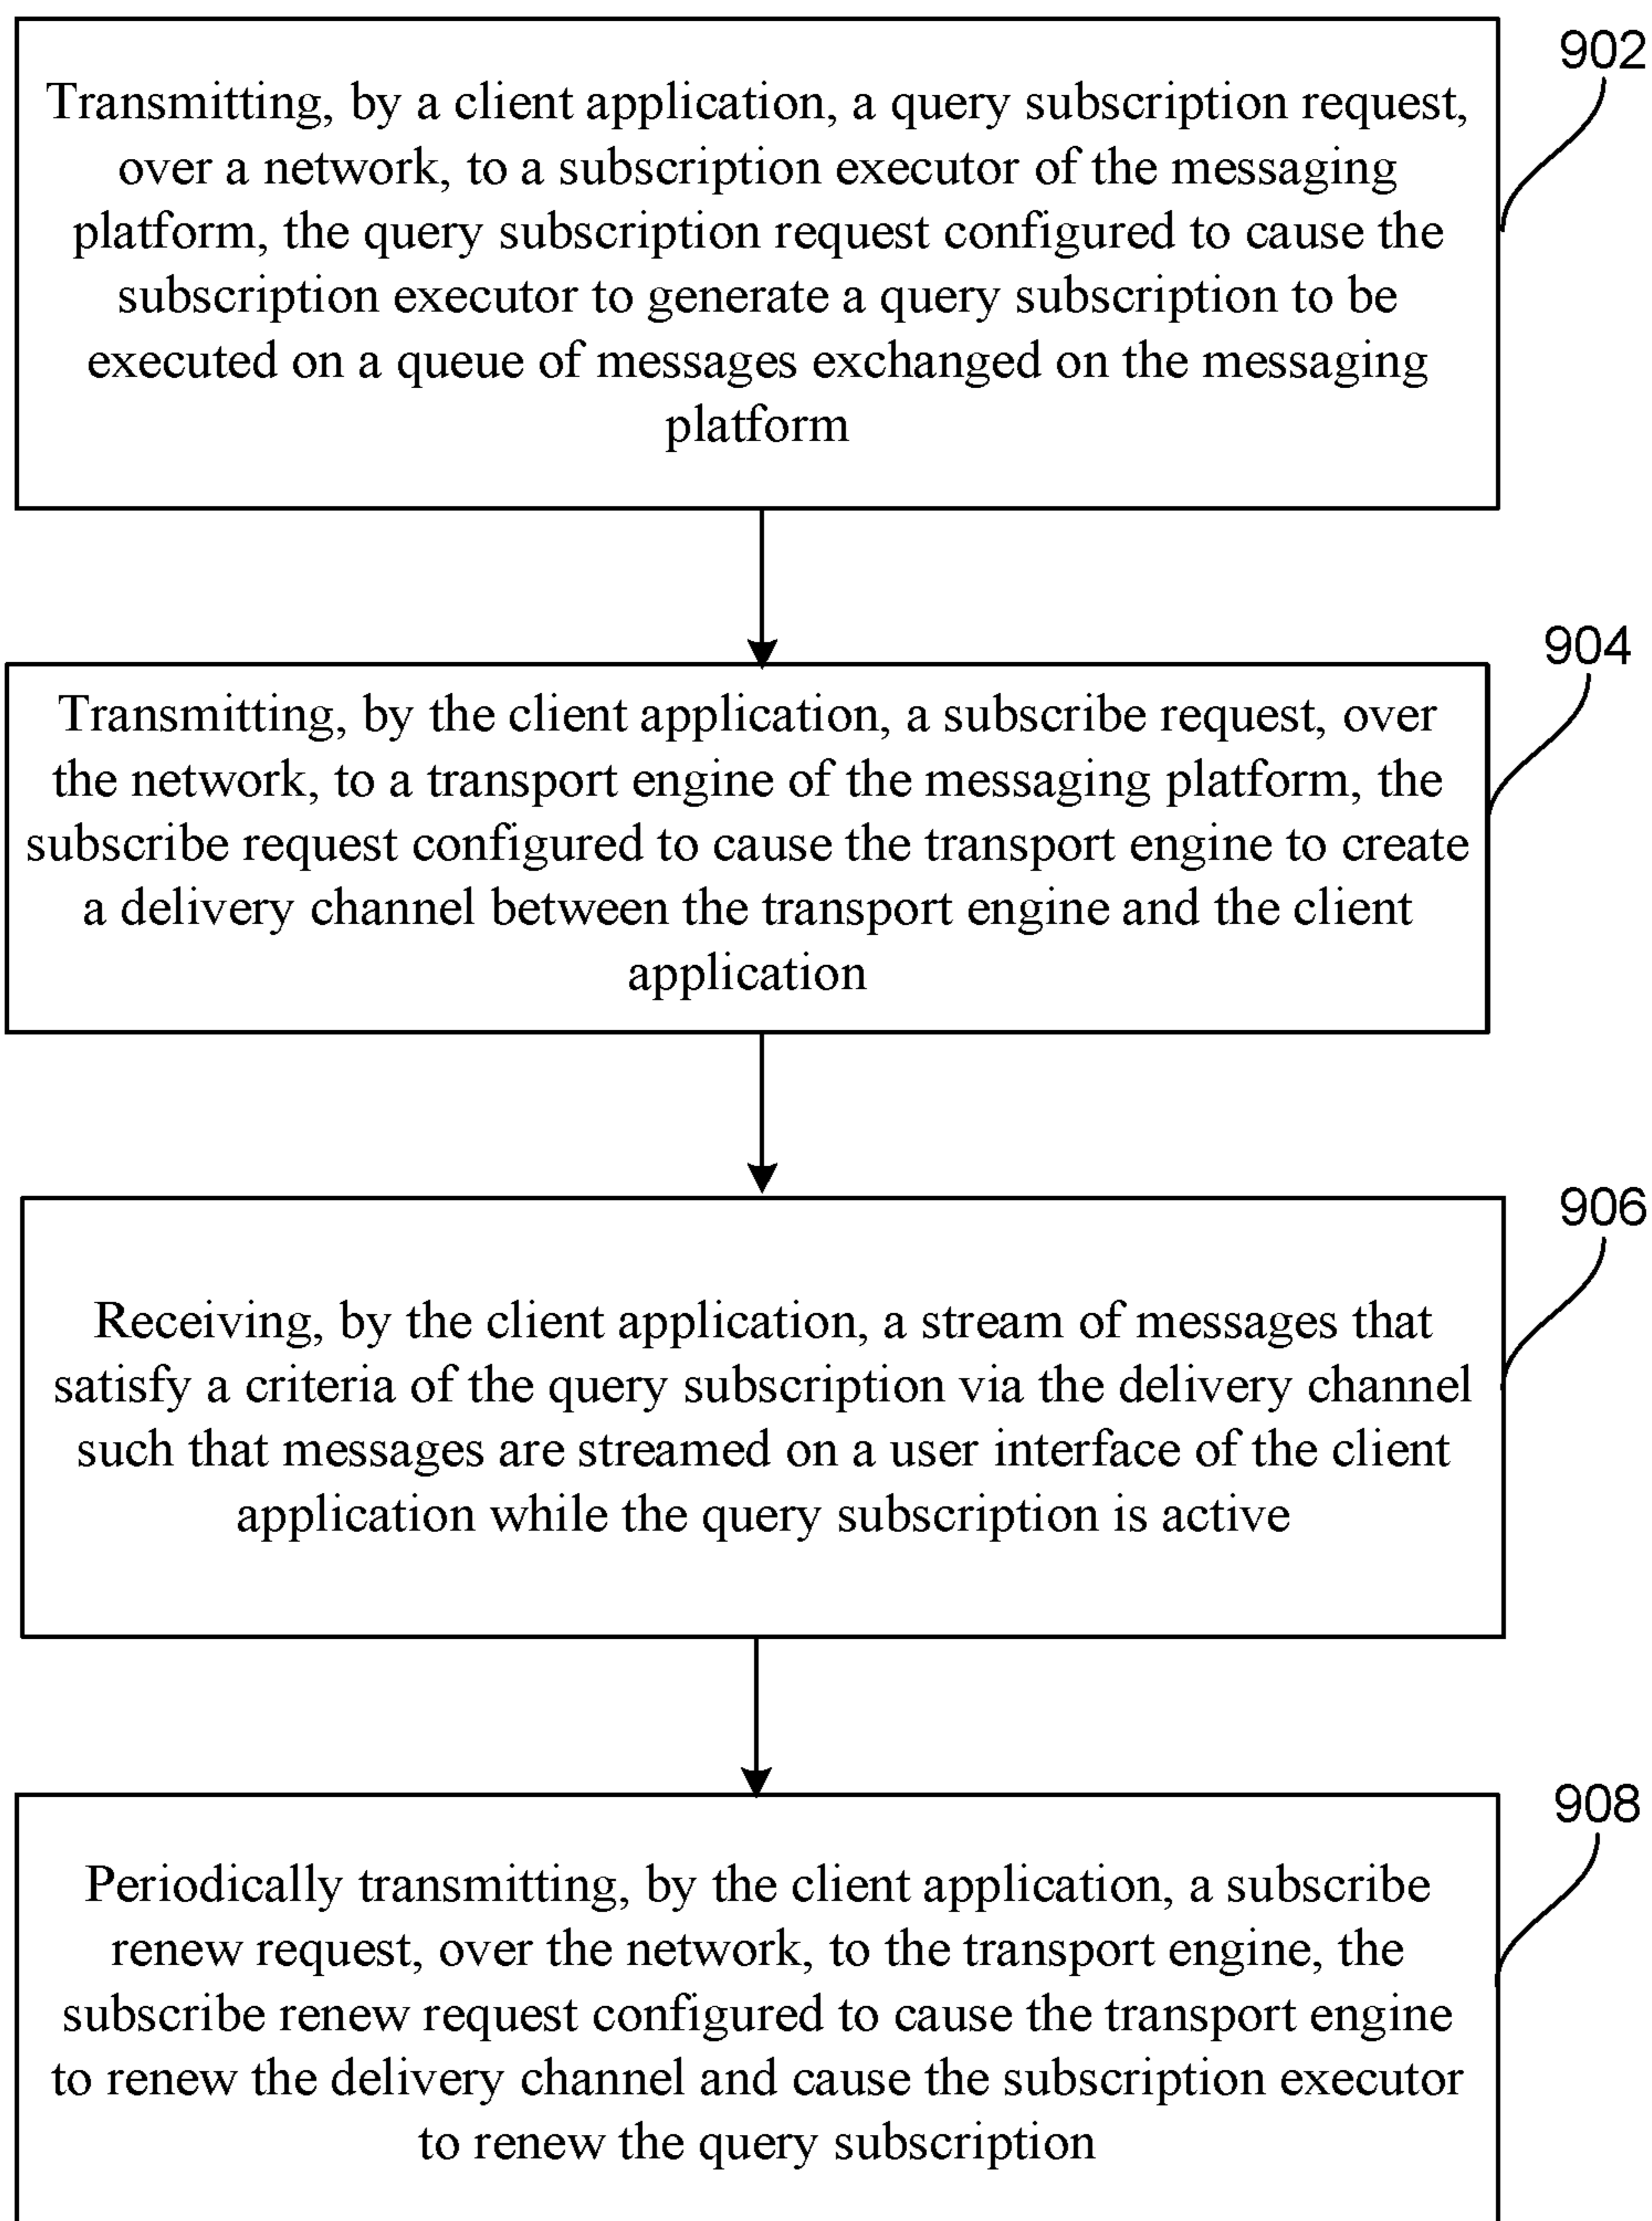 902
Transmitting, by a client application, a query subscription request,
over a network, to a subscription executor of the messaging
platform, the query subscription request configured to cause the
subscription executor to generate a query subscription to be
executed on a queue of messages exchanged on the messaging
platform
904
Transmitting, by the client application, a subscribe request, over
the network, to a transport engine of the messaging platform, the
subscribe request configured to cause the transport engine to create
a delivery channel between the transport engine and the client
application
906
Receiving, by the client application, a stream of messages that
satisfy a criteria of the query subscription via the delivery channel
such that messages are streamed on a user interface of the client
application while the query subscription is active
908
Periodically transmitting, by the client application, a subscribe
renew request, over the network, to the transport engine, the
subscribe renew request configured to cause the transport engine
to renew the delivery channel and cause the subscription executor
to renew the query subscription